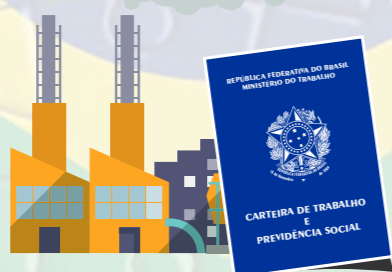 REPÚBLICA FEDERATIVA DO BRASIL
MINISTÉRIO DO TRABALHO
CARTEIRA DE TRABALHO
E
PREVIDÊNCIA SOCIAL